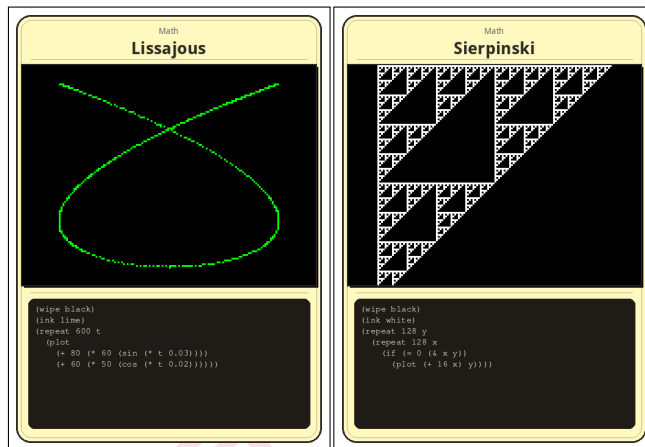 Math
Lissajous
(wipe black)
(ink lime)
(repeat 600 t
(plot
(+ 80 (* 60 (sin (* t 0.03))))
(+ 60 (* 50 (cos (* t 0.02))))))
Math
Sierpinski
(wipe black)
(ink white)
(repeat 128 y
(repeat 128 x
(if (= 0 (& x y))
(plot (+ 16 x) y))))